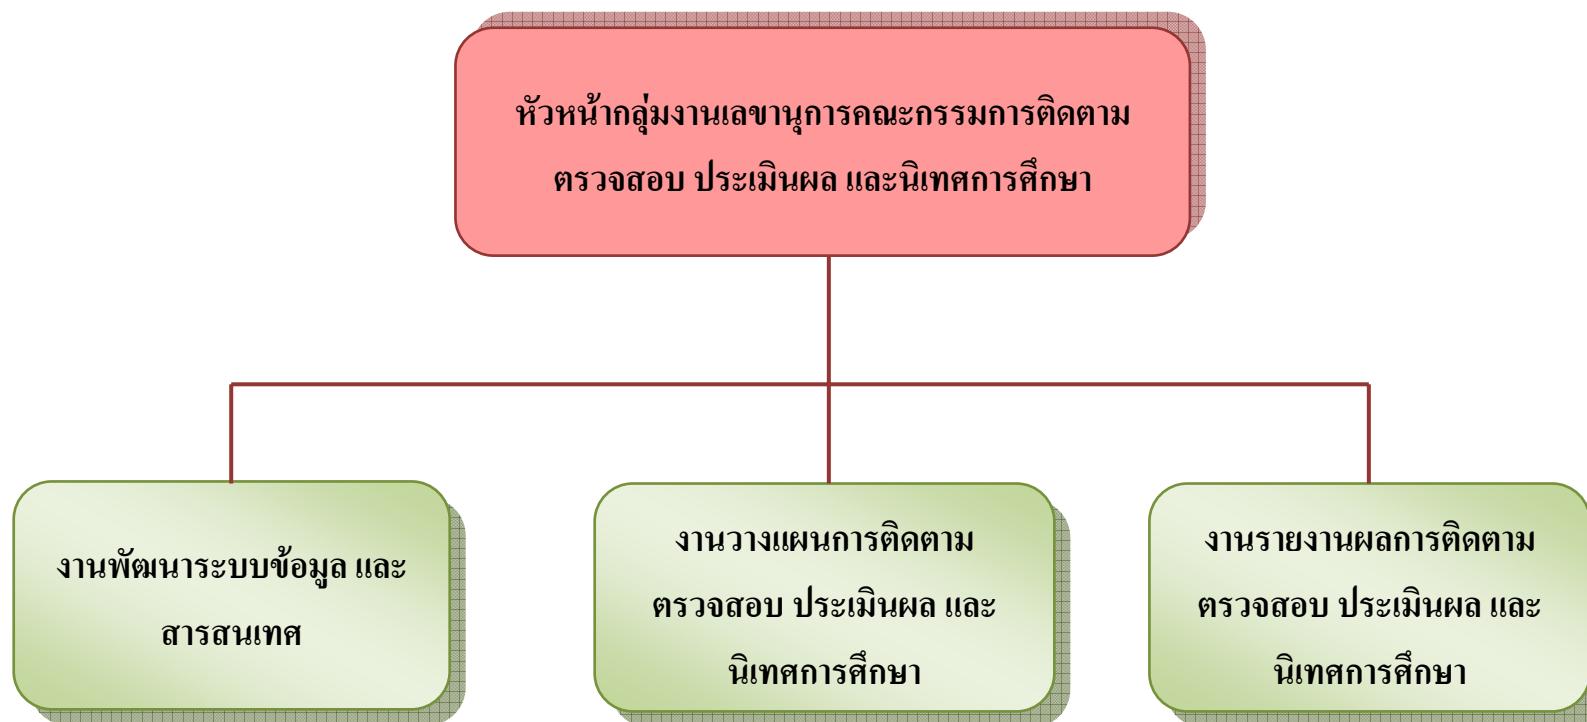 หัวหน้ากลุ่มงานเลขานุการคณะกรรมการติดตาม
ตรวจสอบ ประเมินผล และนิเทศการศึกษา
งานพัฒนาระบบข้อมูล และ
สารสนเทศ
งานวางแผนการติดตาม
ตรวจสอบ ประเมินผล และ
นิเทศการศึกษา
งานรายงานผลการติดตาม
ตรวจสอบ ประเมินผล และ
นิเทศการศึกษา